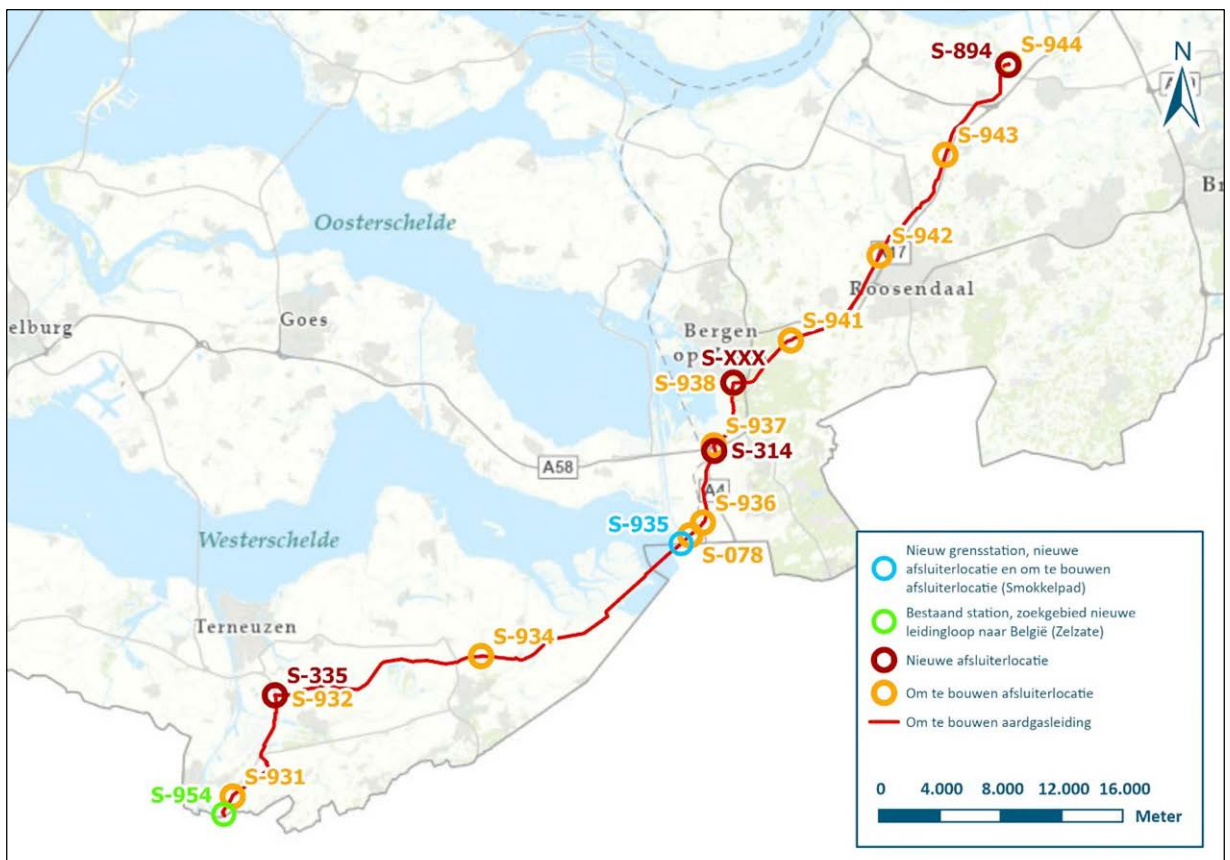 S-944
S-894
N
S-943
S-942
A17
Roosendaal
Oosterschelde
Goes
elburg
Bergen
op
S-941
S-XXX
S-938
S-937
S-314
A58
A4
S-936
S-935
S-078
Westerschelde
Terneuzen
S-934
S-335
S-932
S-931
S-954
Br
Nieuw grensstation, nieuwe
afsluiterlocatie en om te bouwen
afsluiterlocatie (Smokkelpad)
Bestaand station, zoekgebied nieuwe
leidingloop naar België (Zelzate)
Nieuwe afsluiterlocatie
Om te bouwen afsluiterlocatie
Om te bouwen aardgasleiding
0 4.000 8.000 12.000 16.000
Meter